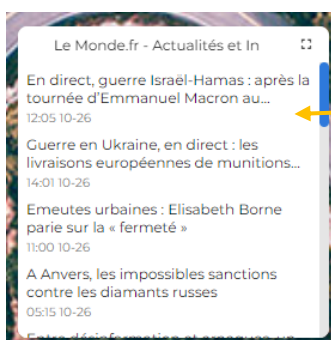 Le Monde.fr - Actualités et In
En direct, guerre Israël-Hamas : après la
tournée d’Emmanuel Macron au...
12:05 10-26
Guerre en Ukraine, en direct : les
livraisons européennes de munitions...
14:01 10-26
Emeutes urbaines : Elisabeth Borne
parie sur la « fermeté »
11:00 10-26
A Anvers, les impossibles sanctions
contre les diamants russes
05:15 10-26
Entre désinformation et